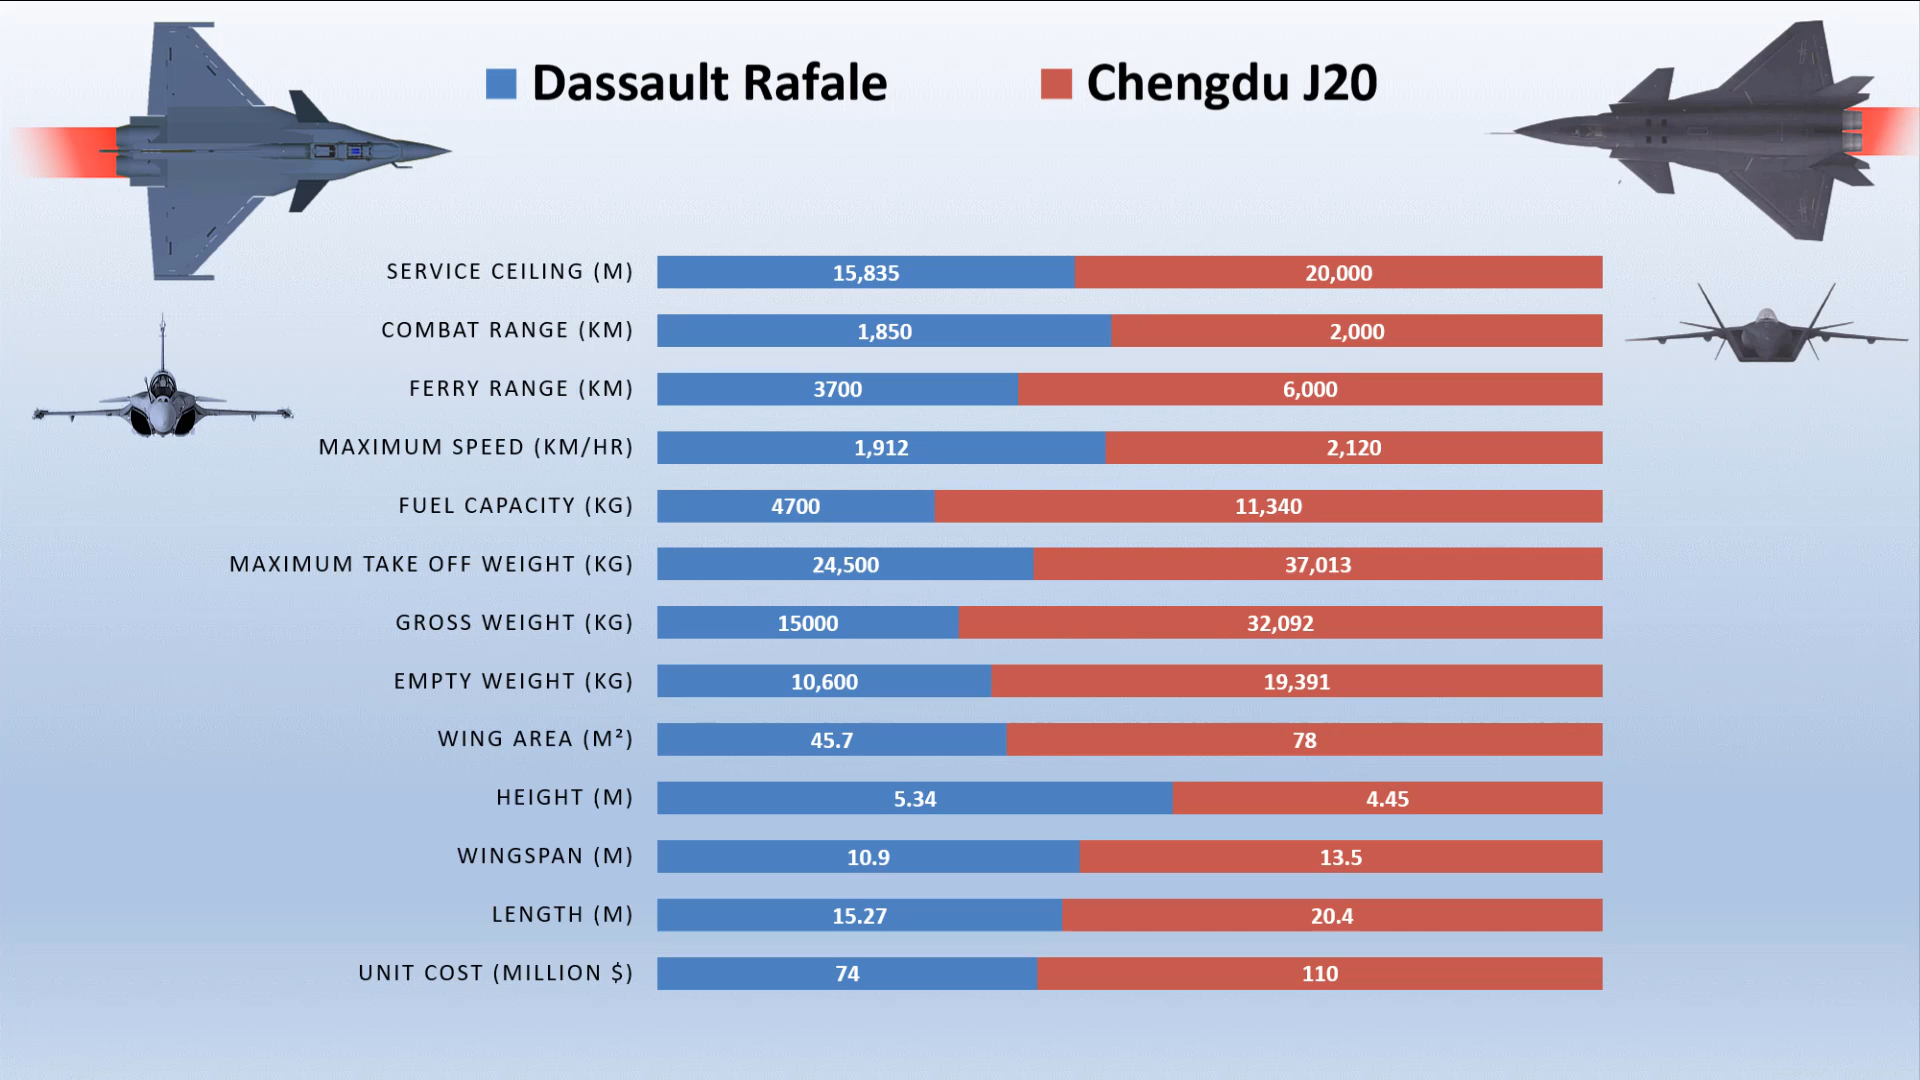 Dassault Rafale Chengdu J20
SERVICE CEILING (M) 15,835 20,000
COMBAT RANGE (KM) 1,850 2,000
FERRY RANGE (KM) 3700 6,000
MAXIMUM SPEED (KM/HR) 1,912 2,120
FUEL CAPACITY (KG) 4700 11,340
MAXIMUM TAKE OFF WEIGHT (KG) 24,500 37,013
GROSS WEIGHT (KG) 15000 32,092
EMPTY WEIGHT (KG) 10,600 19,391
WING AREA (M²) 45.7 78
HEIGHT (M) 5.34 4.45
WINGSPAN (M) 10.9 13.5
LENGTH (M) 15.27 20.4
UNIT COST (MILLION $) 74 110